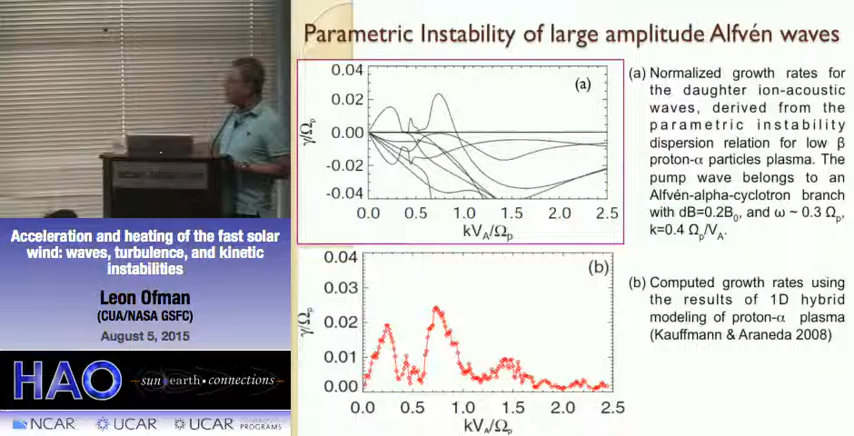 Parametric Instability of large amplitude Alfvén waves
(a)
0.04
0.02
0.00
-0.02
-0.04
γ/Ωp
0.0 0.5 1.0 1.5 2.0 2.5
kVA/Ωp
(a) Normalized growth rates for
the daughter ion-acoustic
waves, derived from the
parametric instability
dispersion relation for low β
proton-α particles plasma. The
pump wave belongs to an
Alfvén-alpha-cyclotron branch
with dB=0.2B0, and ω ~ 0.3 Ωp,
k=0.4 Ωp/VA.
(b)
0.04
0.03
0.02
0.01
0.00
γ/Ωp
0.0 0.5 1.0 1.5 2.0 2.5
kVA/Ωp
(b) Computed growth rates using
the results of 1D hybrid
modeling of proton-α plasma
(Kauffmann & Araneda 2008)
Acceleration and heating of the fast solar
wind: waves, turbulence, and kinetic
instabilities
Leon Ofman
(CUA/NASA GSFC)
August 5, 2015
HAO
sun earth • connections
NCAR UCAR UCAR
PROGRAMS